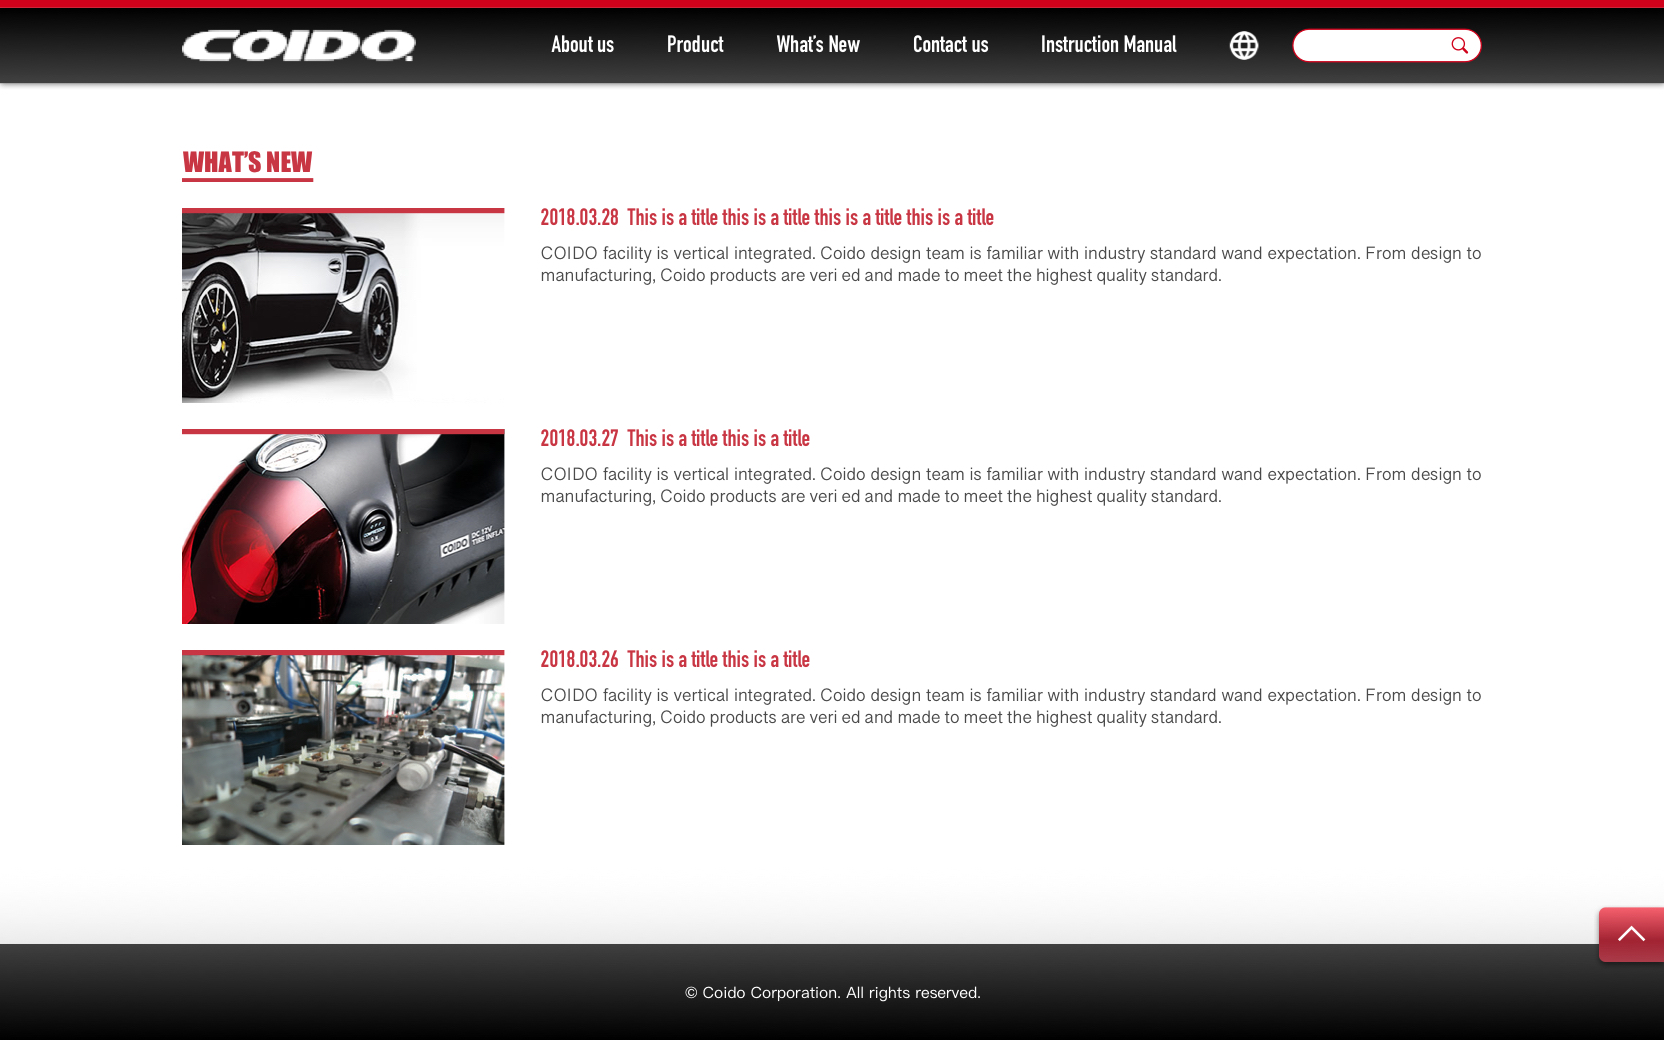 COIDO.
About us
Product
What's New
Contact us
Instruction Manual
WHAT'S NEW
2018.03.28 This is a title this is a title this is a title this is a title
COIDO facility is vertical integrated. Coido design team is familiar with industry standard wand expectation. From design to
manufacturing, Coido products are veri ed and made to meet the highest quality standard.
2018.03.27 This is a title this is a title
COIDO facility is vertical integrated. Coido design team is familiar with industry standard wand expectation. From design to
manufacturing, Coido products are veri ed and made to meet the highest quality standard.
COMPRESSOR
COIDO
DC 12V
TIRE INFLA
2018.03.26 This is a title this is a title
COIDO facility is vertical integrated. Coido design team is familiar with industry standard wand expectation. From design to
manufacturing, Coido products are veri ed and made to meet the highest quality standard.
© Coido Corporation. All rights reserved.